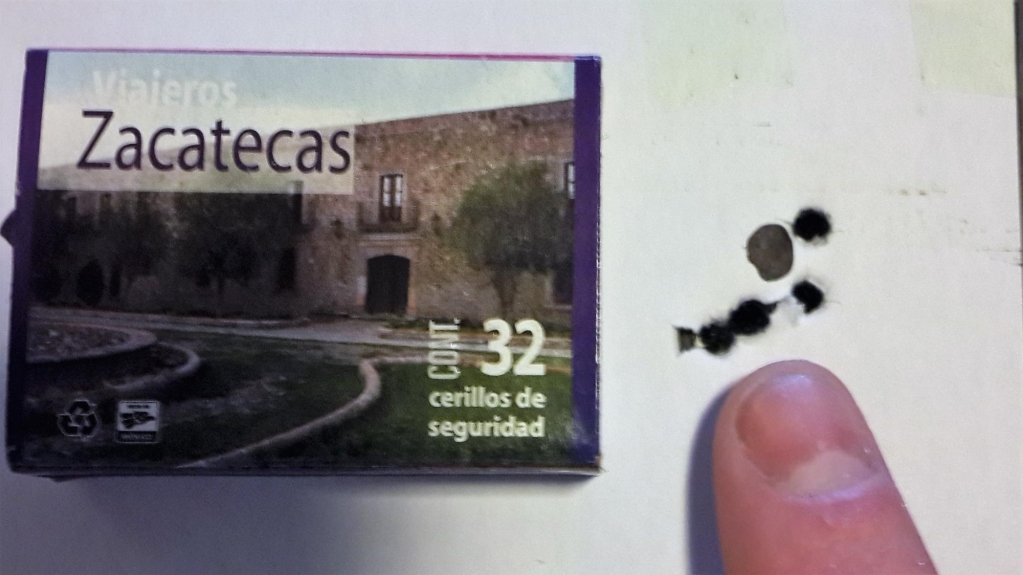 Viajeros
Zacatecas
CONT. 32
cerillos de
seguridad